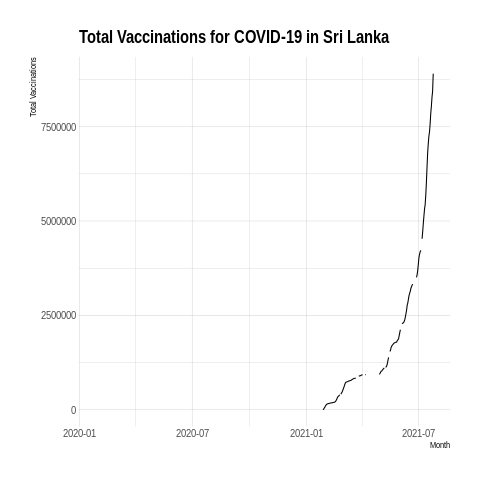 Total Vaccinations for COVID-19 in Sri Lanka
Total Vaccinations
7500000
5000000
2500000
0
2020-01
2020-07
2021-01
2021-07
Month